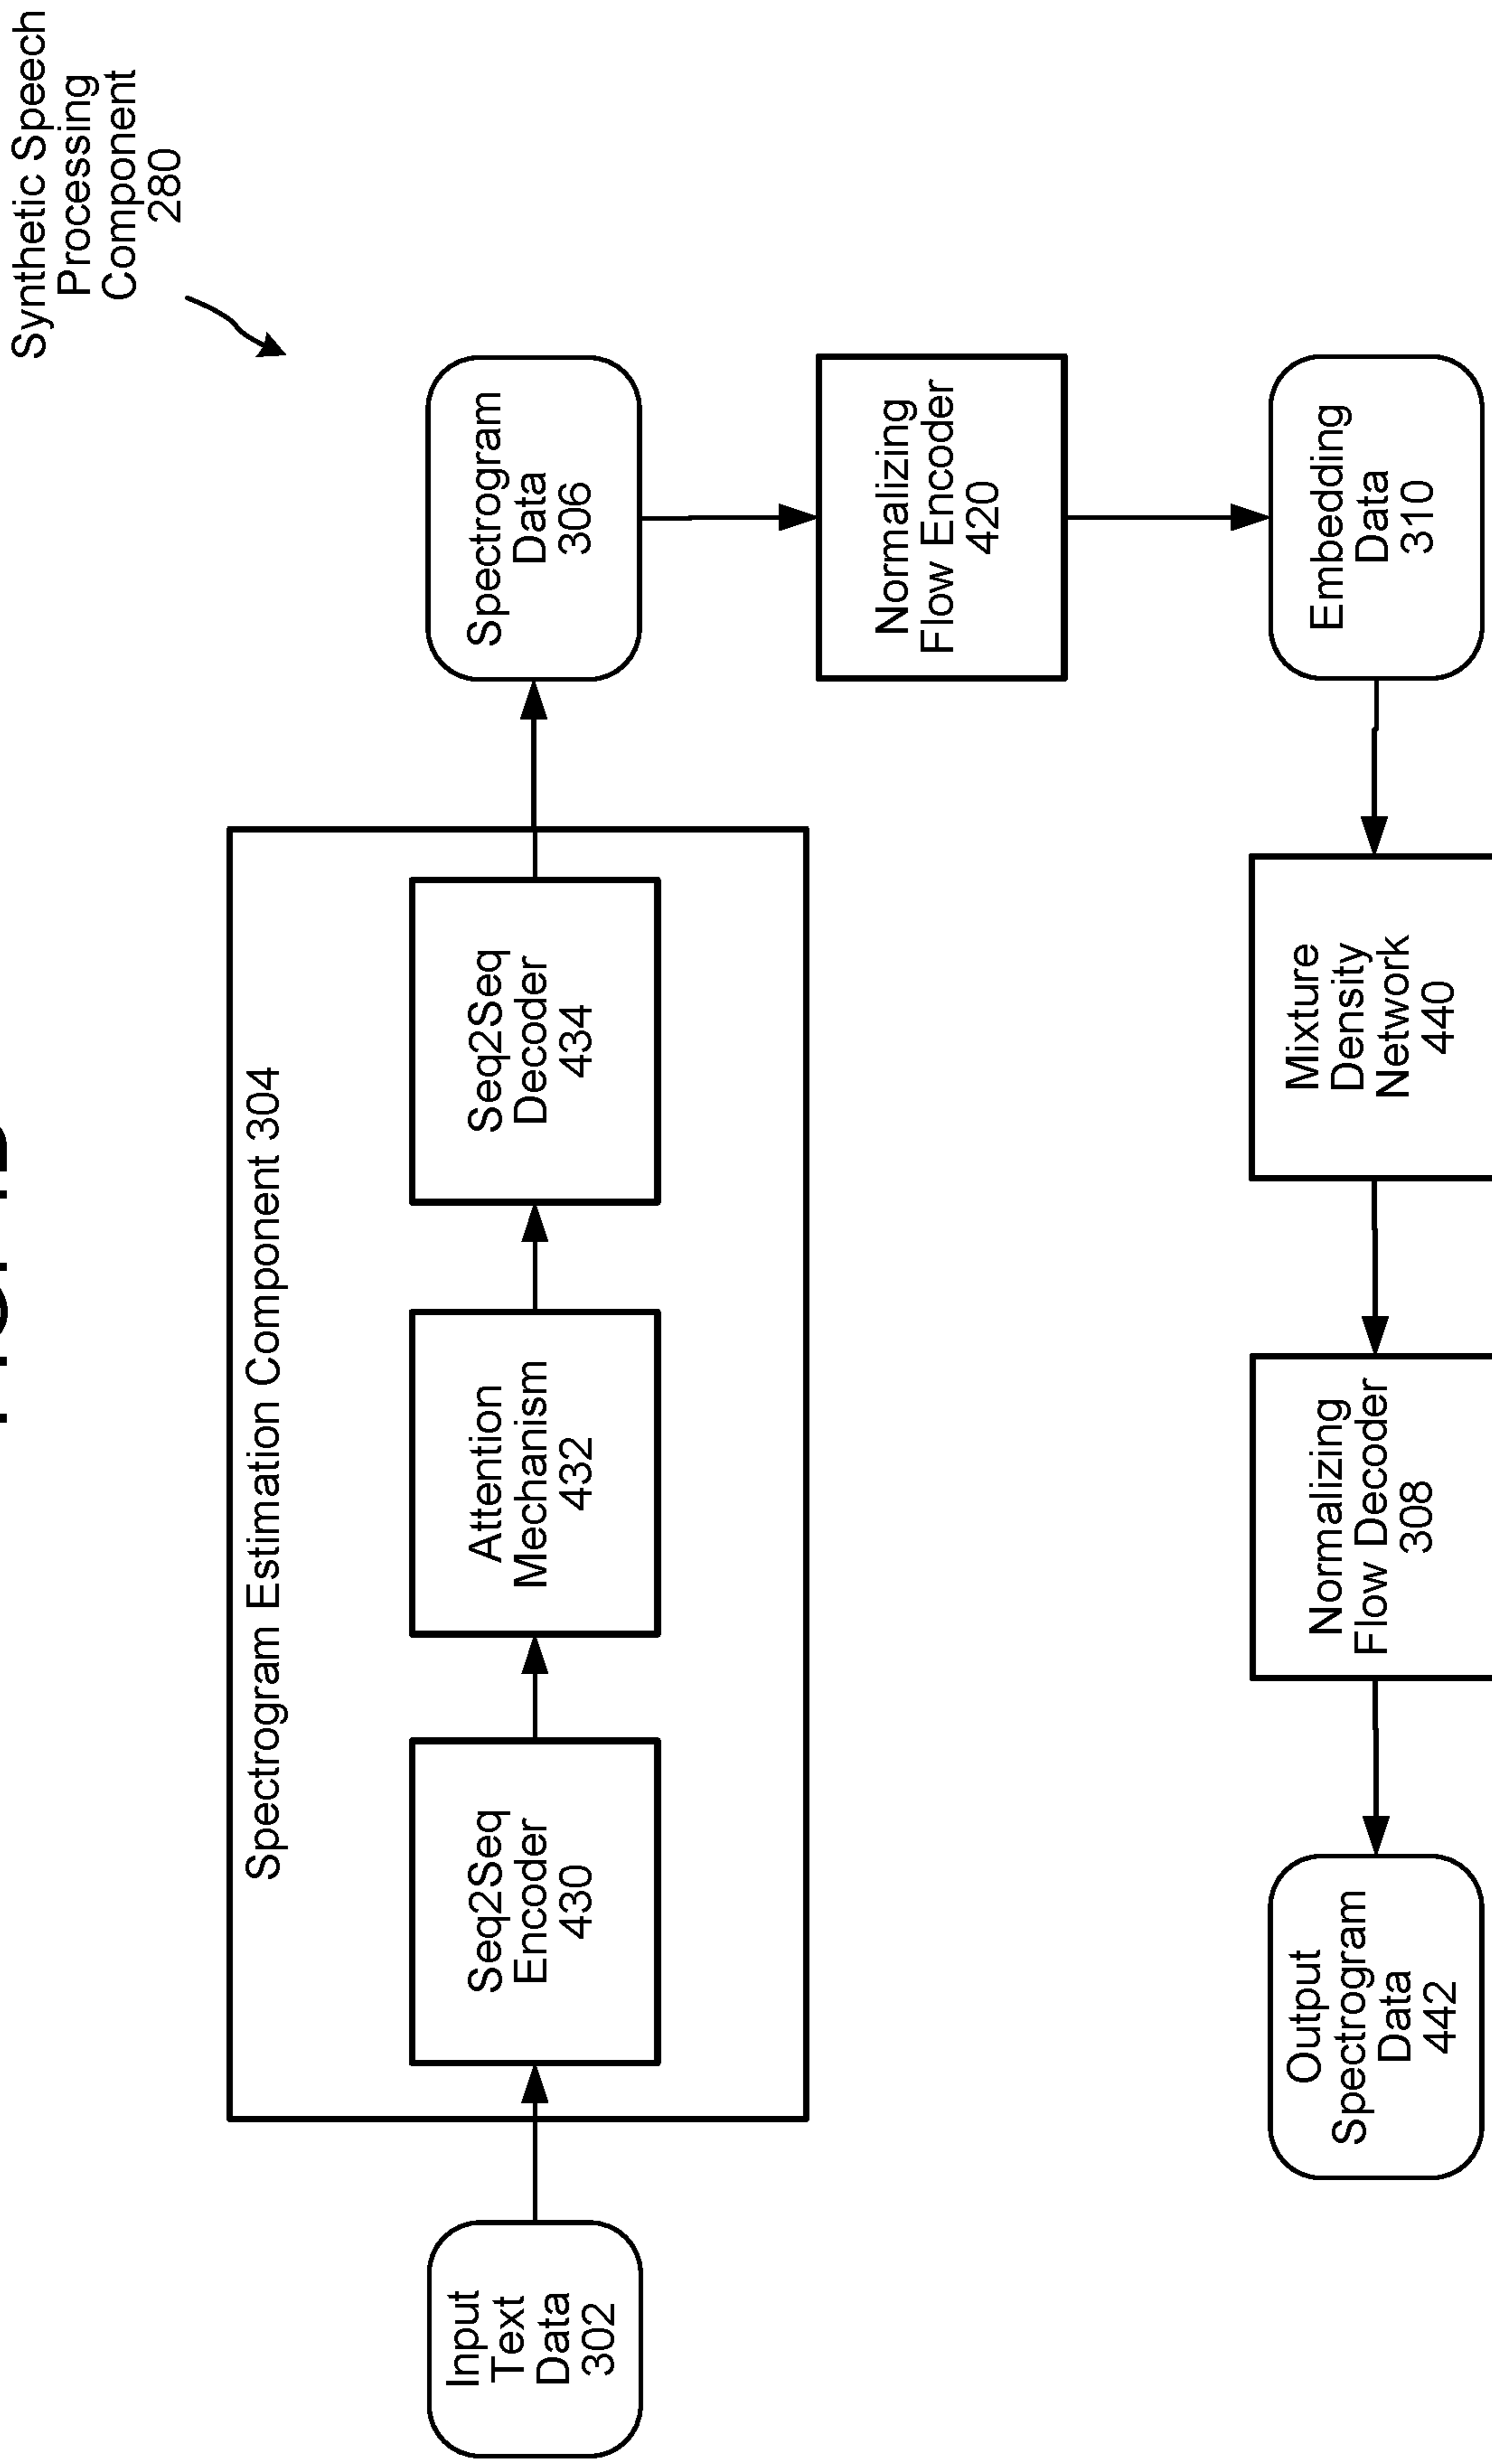 Synthetic Speech
Processing
Component
280
Spectrogram Estimation Component 304
Input
Text
Data
302
Seq2Seq
Encoder
430
Attention
Mechanism
432
Seq2Seq
Decoder
434
Spectrogram
Data
306
Normalizing
Flow Encoder
420
Embedding
Data
310
Mixture
Density
Network
440
Normalizing
Flow Decoder
308
Output
Spectrogram
Data
442